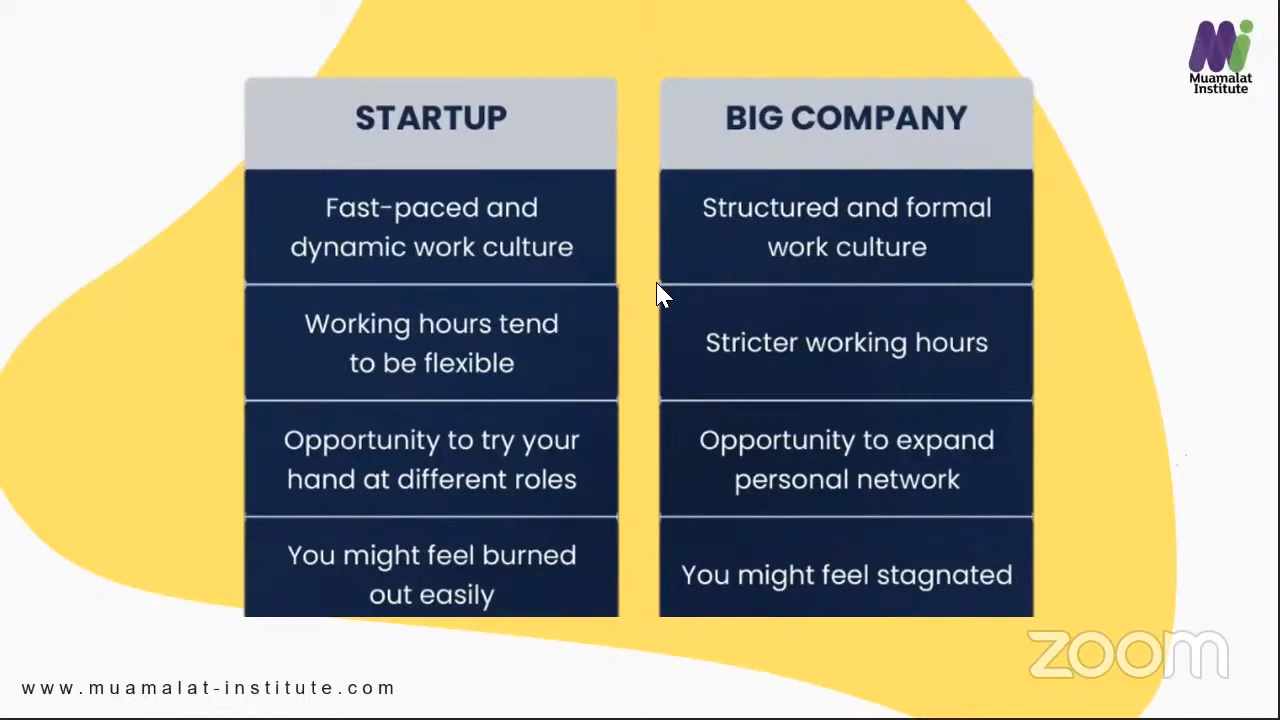 Muamalat
Institute
STARTUP
Fast-paced and
dynamic work culture
Working hours tend
to be flexible
Opportunity to try your
hand at different roles
You might feel burned
out easily
BIG COMPANY
Structured and formal
work culture
Stricter working hours
Opportunity to expand
personal network
You might feel stagnated
zoom
www.muamalat-institute.com